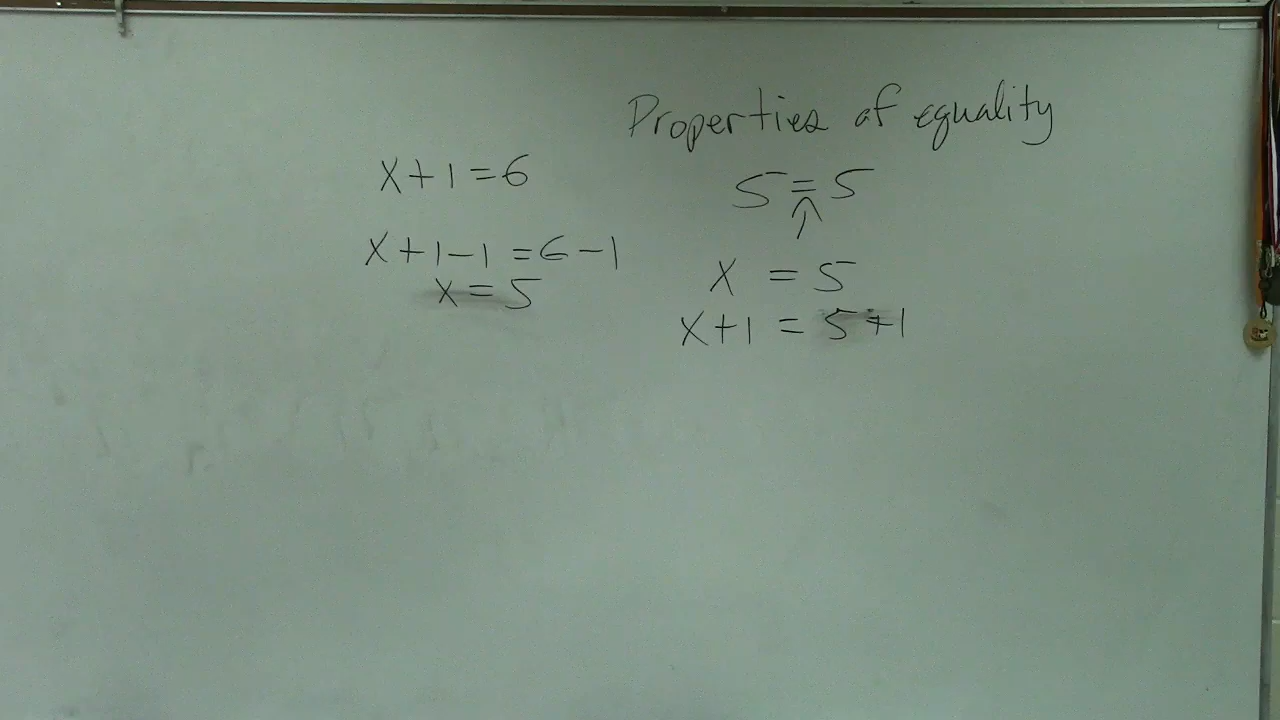 Properties of equality
x+1=6
x+1-1=6-1
x=5
5=5
x=5
x+1=5+1